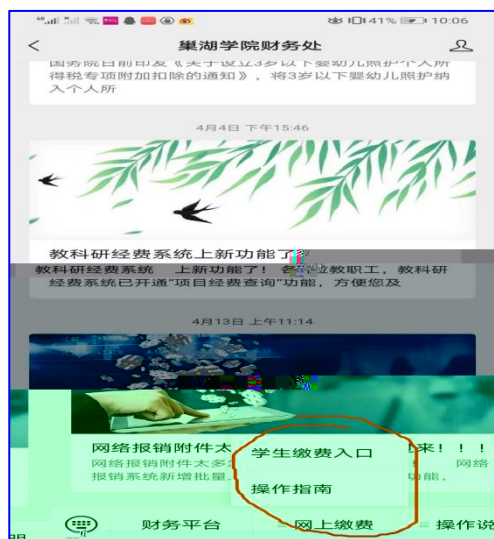 41% 10:06
巢湖学院财务处
国务院日前印发《关于设立3岁以下婴幼儿照护个人所
得税专项附加扣除的通知》，将3岁以下婴幼儿照护纳
入个人所
4月4日 下午15:46
教科研经费系统上新功能了
教科研经费系统 上新功能了！ 教职工，教科研
经费系统已开通"项目经费查询"功能，方便您及
4月13日 上午11:14
网络报销附件太 来！！！
网络报销附件太多 网络
报销系统新增批量 功能，
学生缴费入口
操作指南
财务平台 网上缴费 操作说
明